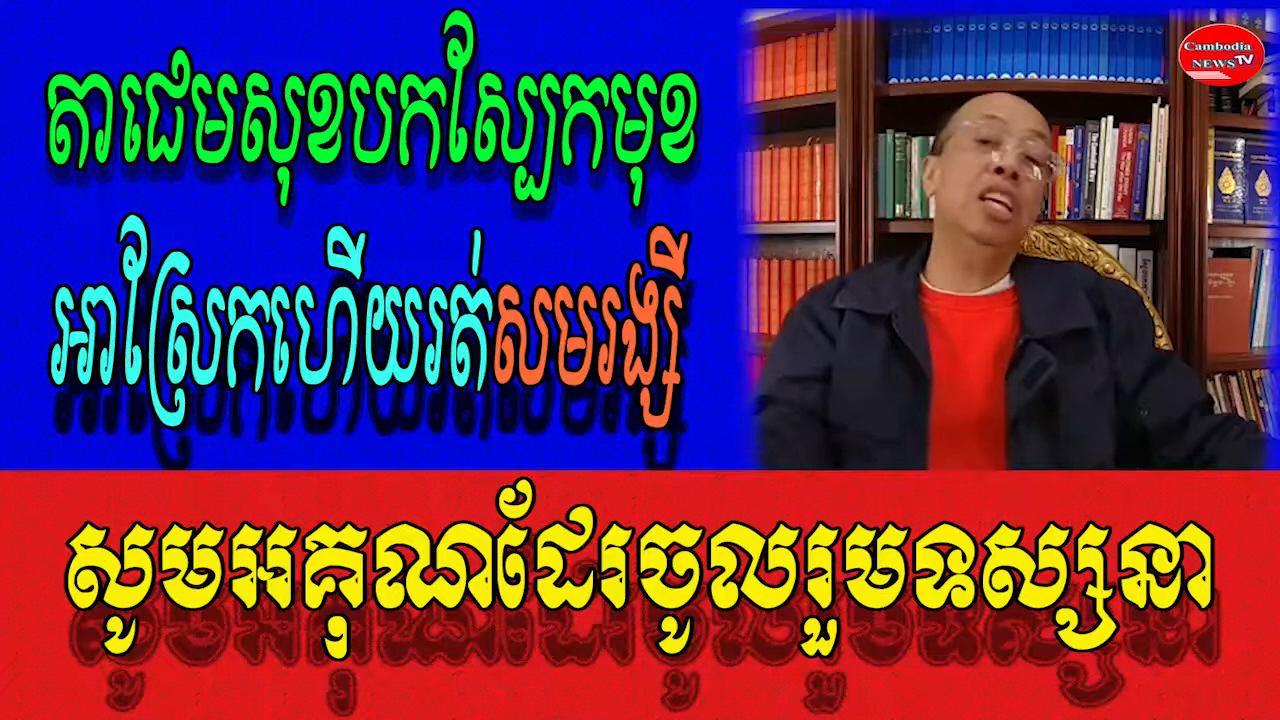 តាជេមសុខបកស្បែកមុខ
អាស្រែកហើយរត់សមរង្ស៊ី
សូមអគុណដែរចូលរួមទស្សនា
Cambodia
NEWSTV